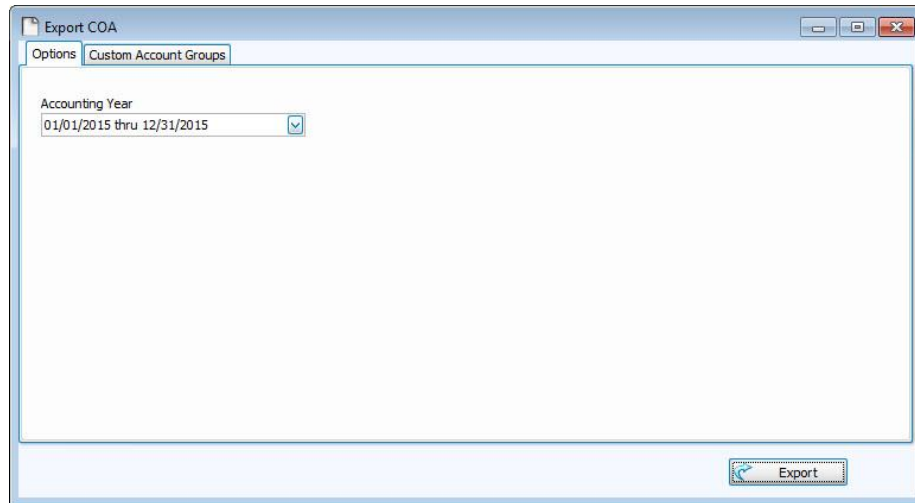 Export COA
Options Custom Account Groups
Accounting Year
01/01/2015 thru 12/31/2015
Export